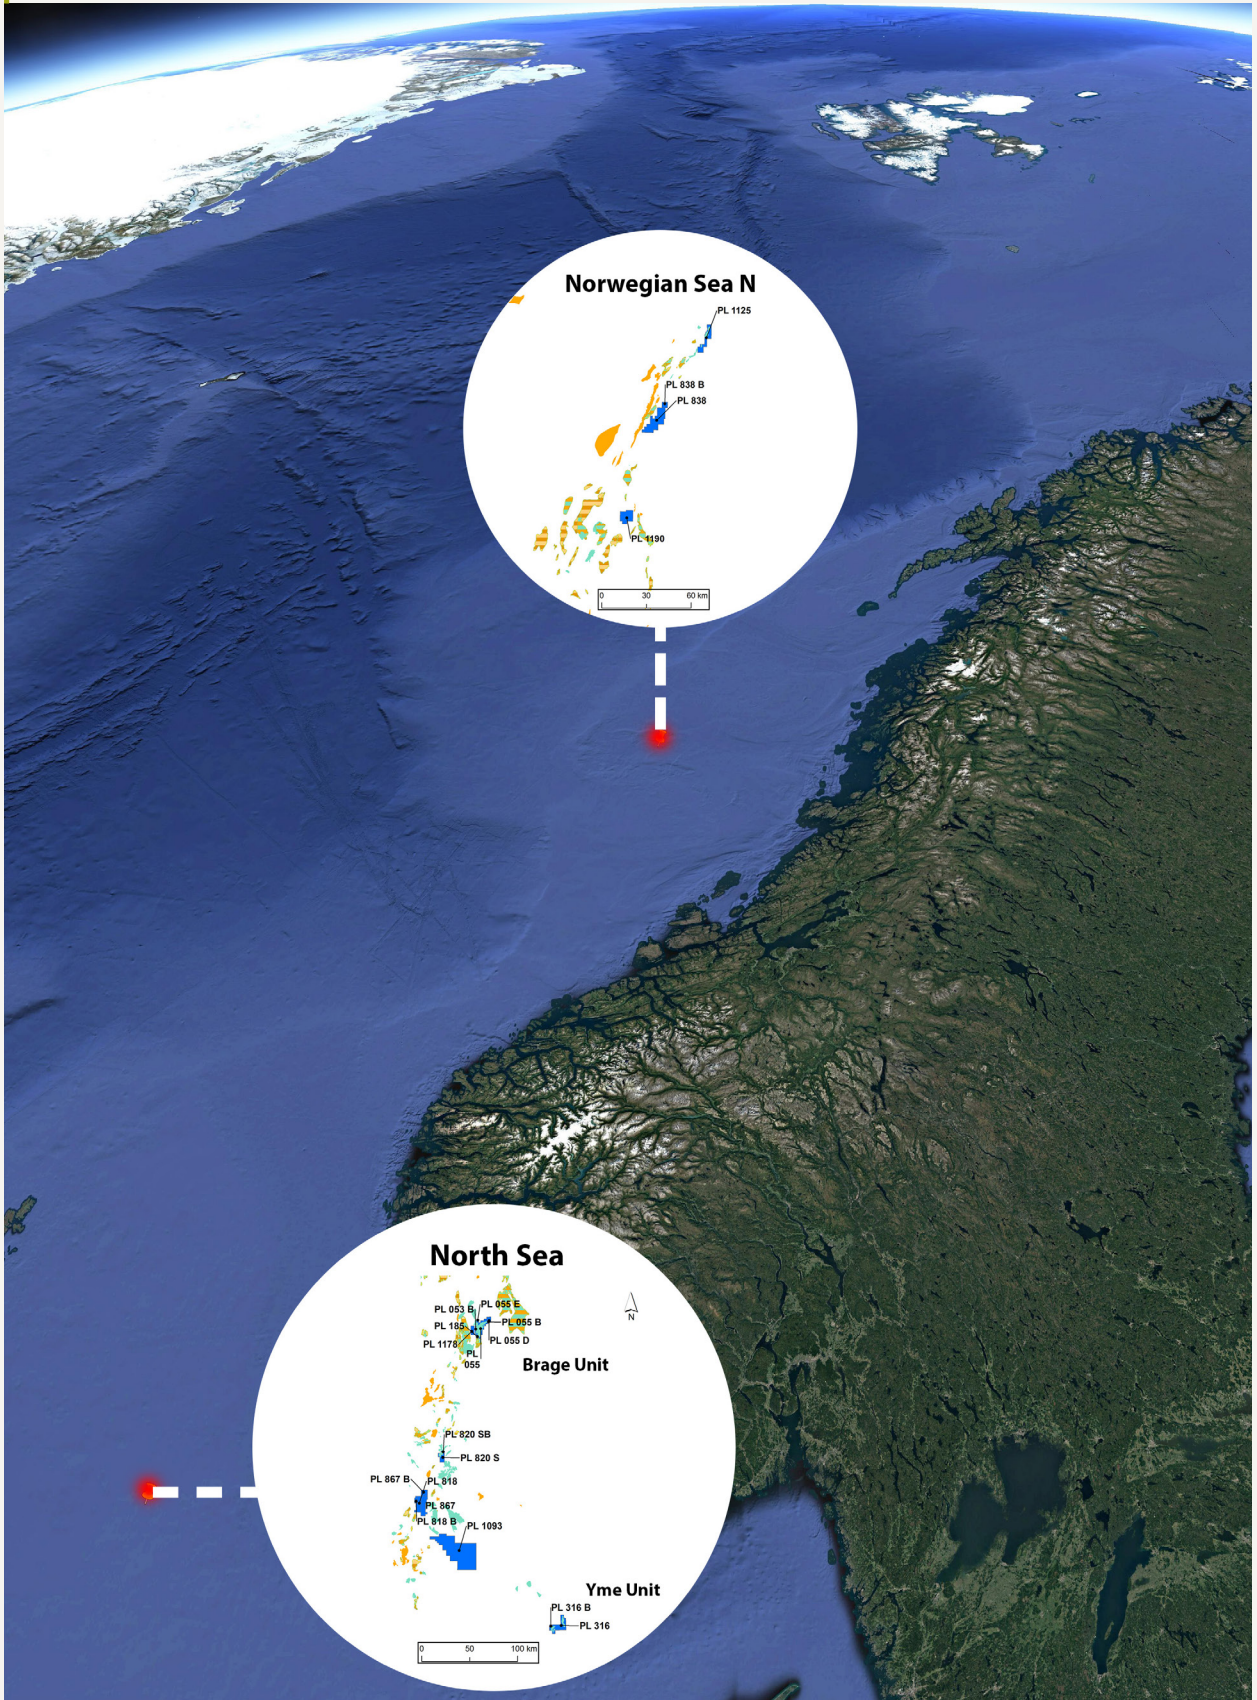 Norwegian Sea N
PL 1125
PL 838 B
PL 838
PL 1190
0 30 60 km
North Sea
PL 055 E
PL 053 B
N
PL 055 B
PL 185
PL 055 D
PL 1178
PL
055
Brage Unit
PL 820 SB
PL 820 S
PL 867 B
PL 818
PL 867
PL 818 B
PL 1093
Yme Unit
PL 316 B
PL 316
0 50 100 km